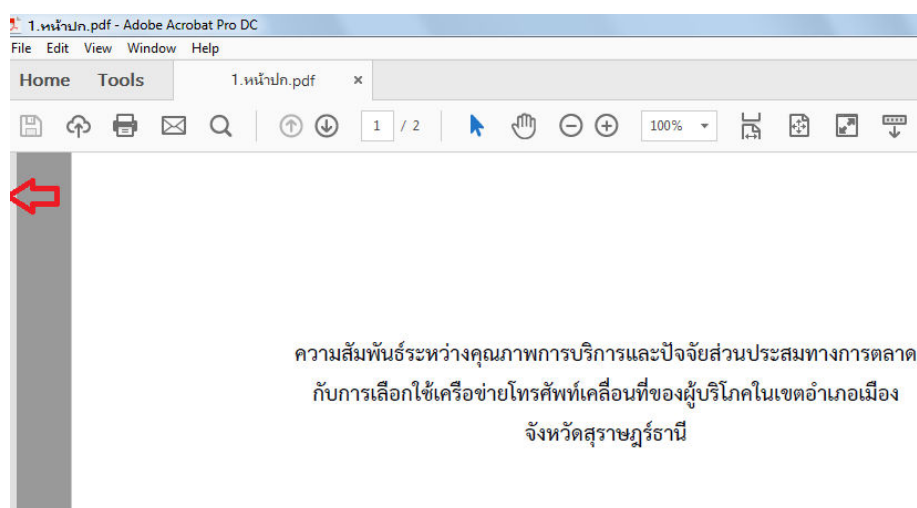 1.หน้าปก.pdf - Adobe Acrobat Pro DC
File Edit View Window Help
Home Tools 1.หน้าปก.pdf ×
1 / 2 100%
ความสัมพันธ์ระหว่างคุณภาพการบริการและปัจจัยส่วนประสมทางการตลาด
กับการเลือกใช้เครือข่ายโทรศัพท์เคลื่อนที่ของผู้บริโภคในเขตอำเภอเมือง
จังหวัดสุราษฎร์ธานี